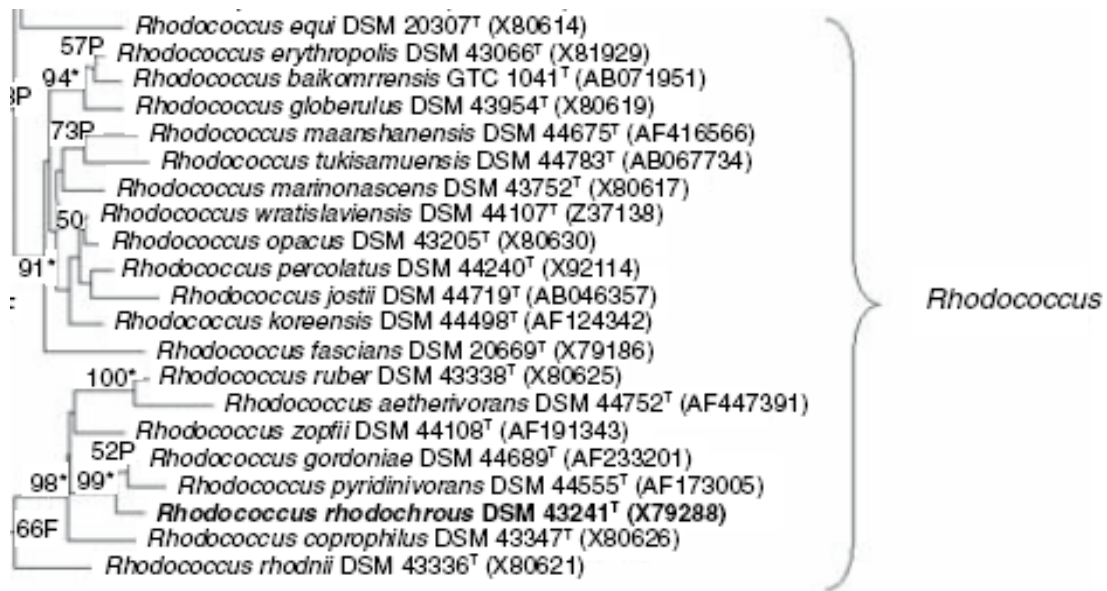 Rhodococcus equi DSM 20307ᵀ (X80614)
57P
Rhodococcus erythropolis DSM 43066ᵀ (X81929)
94*
Rhodococcus baikomrrensis GTC 1041ᵀ (AB071951)
Rhodococcus globerulus DSM 43954ᵀ (X80619)
73P
Rhodococcus maanshanensis DSM 44675ᵀ (AF416566)
Rhodococcus tukisamuensis DSM 44783ᵀ (AB067734)
Rhodococcus marinonascens DSM 43752ᵀ (X80617)
50
Rhodococcus wratislaviensis DSM 44107ᵀ (Z37138)
Rhodococcus opacus DSM 43205ᵀ (X80630)
91*
Rhodococcus percolatus DSM 44240ᵀ (X92114)
Rhodococcus jostii DSM 44719ᵀ (AB046357)
Rhodococcus
Rhodococcus koreensis DSM 44498ᵀ (AF124342)
Rhodococcus fascians DSM 20669ᵀ (X79186)
100*
Rhodococcus ruber DSM 43338ᵀ (X80625)
Rhodococcus aetherivorans DSM 44752ᵀ (AF447391)
Rhodococcus zopfii DSM 44108ᵀ (AF191343)
52P
Rhodococcus gordoniae DSM 44689ᵀ (AF233201)
98*
99*
Rhodococcus pyridinivorans DSM 44555ᵀ (AF173005)
Rhodococcus rhodochrous DSM 43241ᵀ (X79288)
66F
Rhodococcus coprophilus DSM 43347ᵀ (X80626)
Rhodococcus rhodnii DSM 43336ᵀ (X80621)